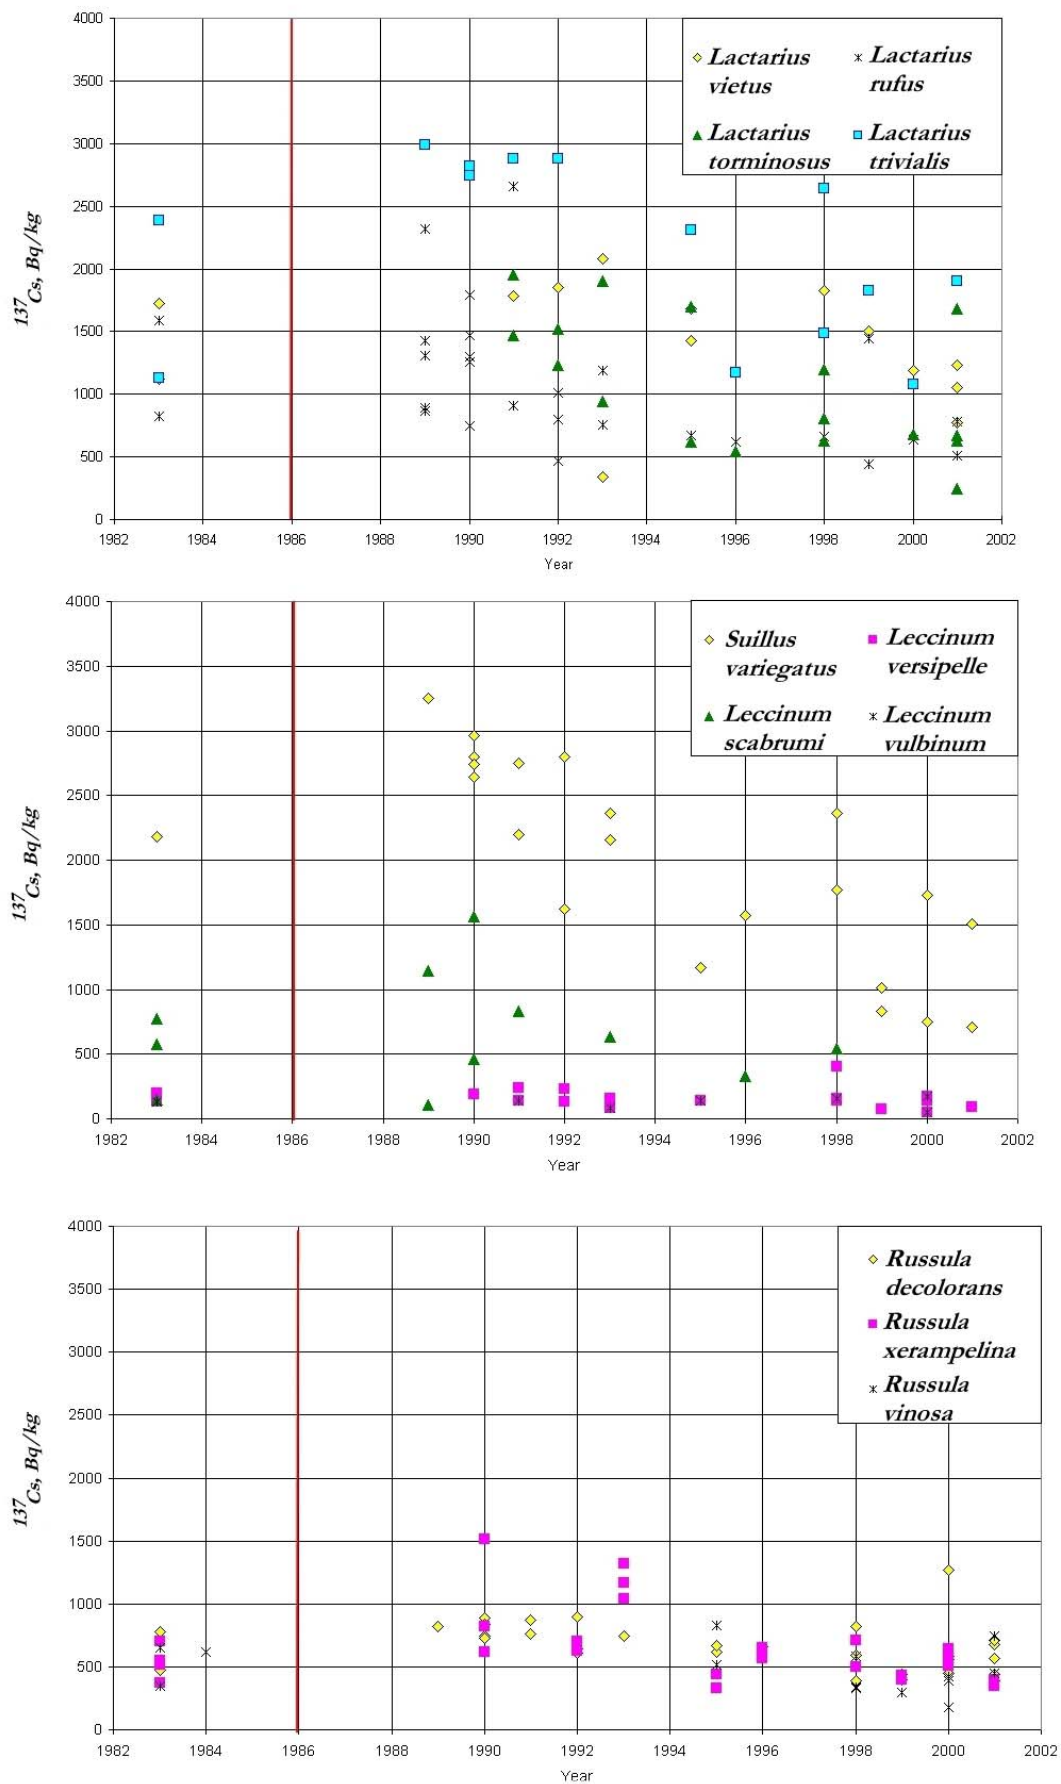 4000
3500
3000
2500
2000
1500
1000
500
0
137Cs, Bq/kg
Lactarius vietus
Lactarius rufus
Lactarius torminosus
Lactarius trivialis
1982 1984 1986 1988 1990 1992 1994 1996 1998 2000 2002
Year
4000
3500
3000
2500
2000
1500
1000
500
0
137Cs, Bq/kg
Suillus variegatus
Leccinum versipelle
Leccinum scabrumi
Leccinum vulbinum
1982 1984 1986 1988 1990 1992 1994 1996 1998 2000 2002
Year
4000
3500
3000
2500
2000
1500
1000
500
0
137Cs, Bq/kg
Russula decolorans
Russula xerampelina
Russula vinosa
1982 1984 1986 1988 1990 1992 1994 1996 1998 2000 2002
Year